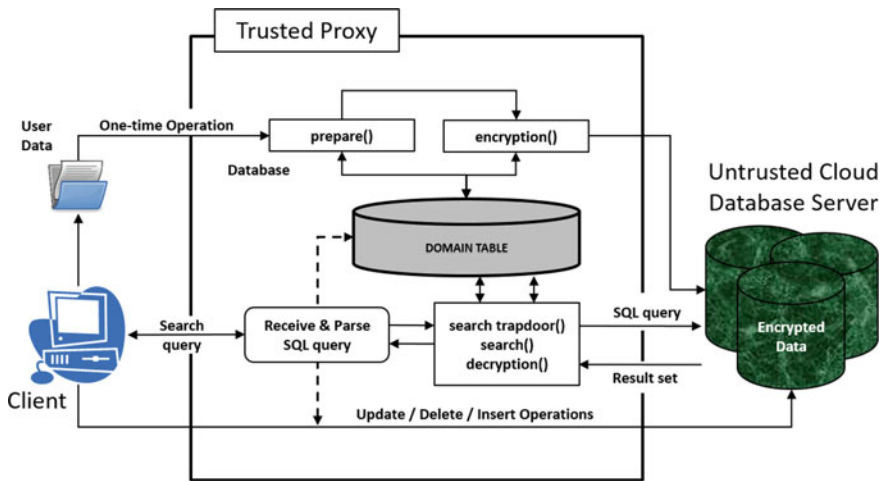 Trusted Proxy
User
Data
One-time Operation
prepare()
encryption()
Database
Untrusted Cloud
Database Server
DOMAIN TABLE
Search
query
Receive & Parse
SQL query
search trapdoor()
search()
decryption()
SQL query
Result set
Encrypted
Data
Client
Update / Delete / Insert Operations